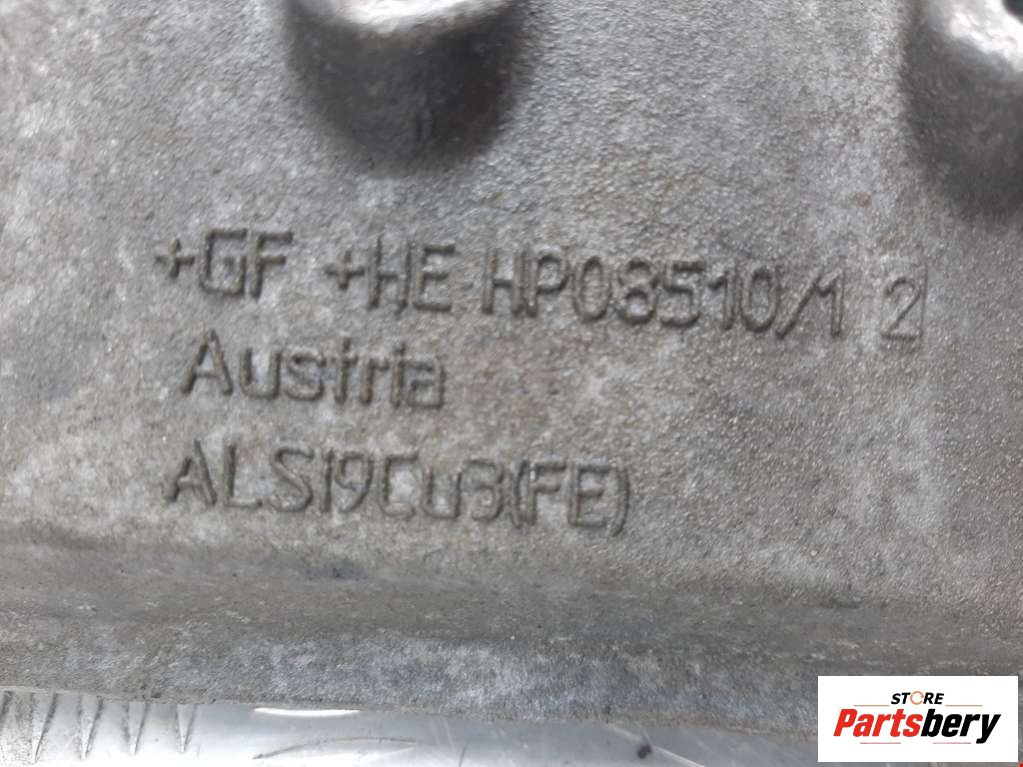 +GF +HE HP08510/1 2
Austria
ALSI9CU3(FE)
STORE
Partsbery